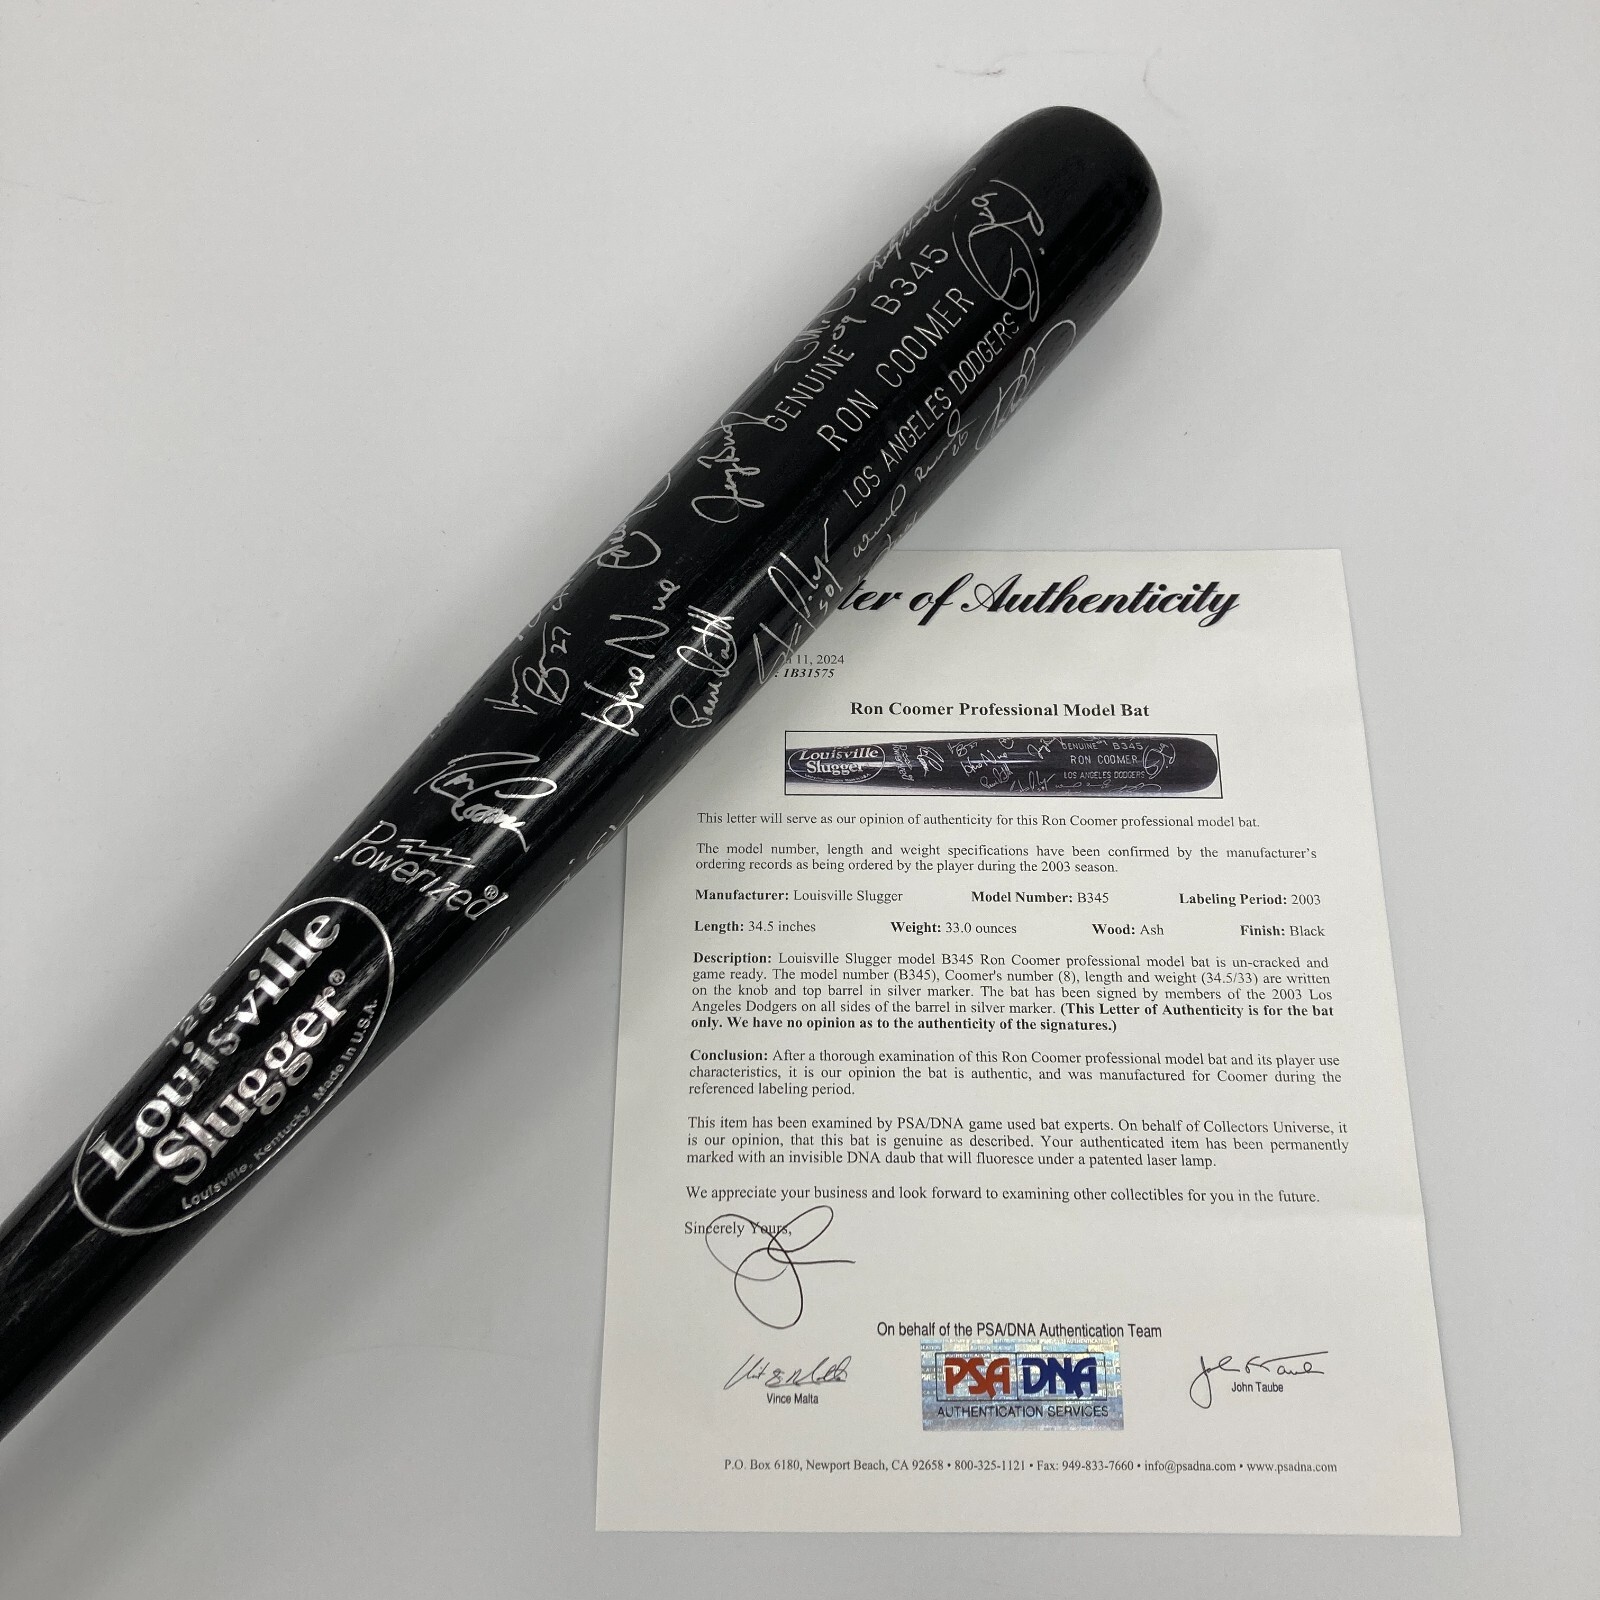 GENUINE B345
RON COOMER
LOS ANGELES DODGERS
Hideo Nomo
Powerized®
125
Louisville
Slugger®
Louisville, Kentucky Made In U.S.A.
ter of Authenticity
11, 2024
: 1B31575
Ron Coomer Professional Model Bat
Louisville
Slugger
GENUINE B345
RON COOMER
LOS ANGELES DODGERS
This letter will serve as our opinion of authenticity for this Ron Coomer professional model bat.
The model number, length and weight specifications have been confirmed by the manufacturer's
ordering records as being ordered by the player during the 2003 season.
Manufacturer: Louisville Slugger Model Number: B345 Labeling Period: 2003
Length: 34.5 inches Weight: 33.0 ounces Wood: Ash Finish: Black
Description: Louisville Slugger model B345 Ron Coomer professional model bat is un-cracked and
game ready. The model number (B345), Coomer's number (8), length and weight (34.5/33) are written
on the knob and top barrel in silver marker. The bat has been signed by members of the 2003 Los
Angeles Dodgers on all sides of the barrel in silver marker. (This Letter of Authenticity is for the bat
only. We have no opinion as to the authenticity of the signatures.)
Conclusion: After a thorough examination of this Ron Coomer professional model bat and its player use
characteristics, it is our opinion the bat is authentic, and was manufactured for Coomer during the
referenced labeling period.
This item has been examined by PSA/DNA game used bat experts. On behalf of Collectors Universe, it
is our opinion, that this bat is genuine as described. Your authenticated item has been permanently
marked with an invisible DNA daub that will fluoresce under a patented laser lamp.
We appreciate your business and look forward to examining other collectibles for you in the future.
Sincerely Yours,
On behalf of the PSA/DNA Authentication Team
Vince Malta
PSA DNA
AUTHENTICATION SERVICES
John Taube
P.O. Box 6180, Newport Beach, CA 92658 • 800-325-1121 • Fax: 949-833-7660 • info@psadna.com • www.psadna.com